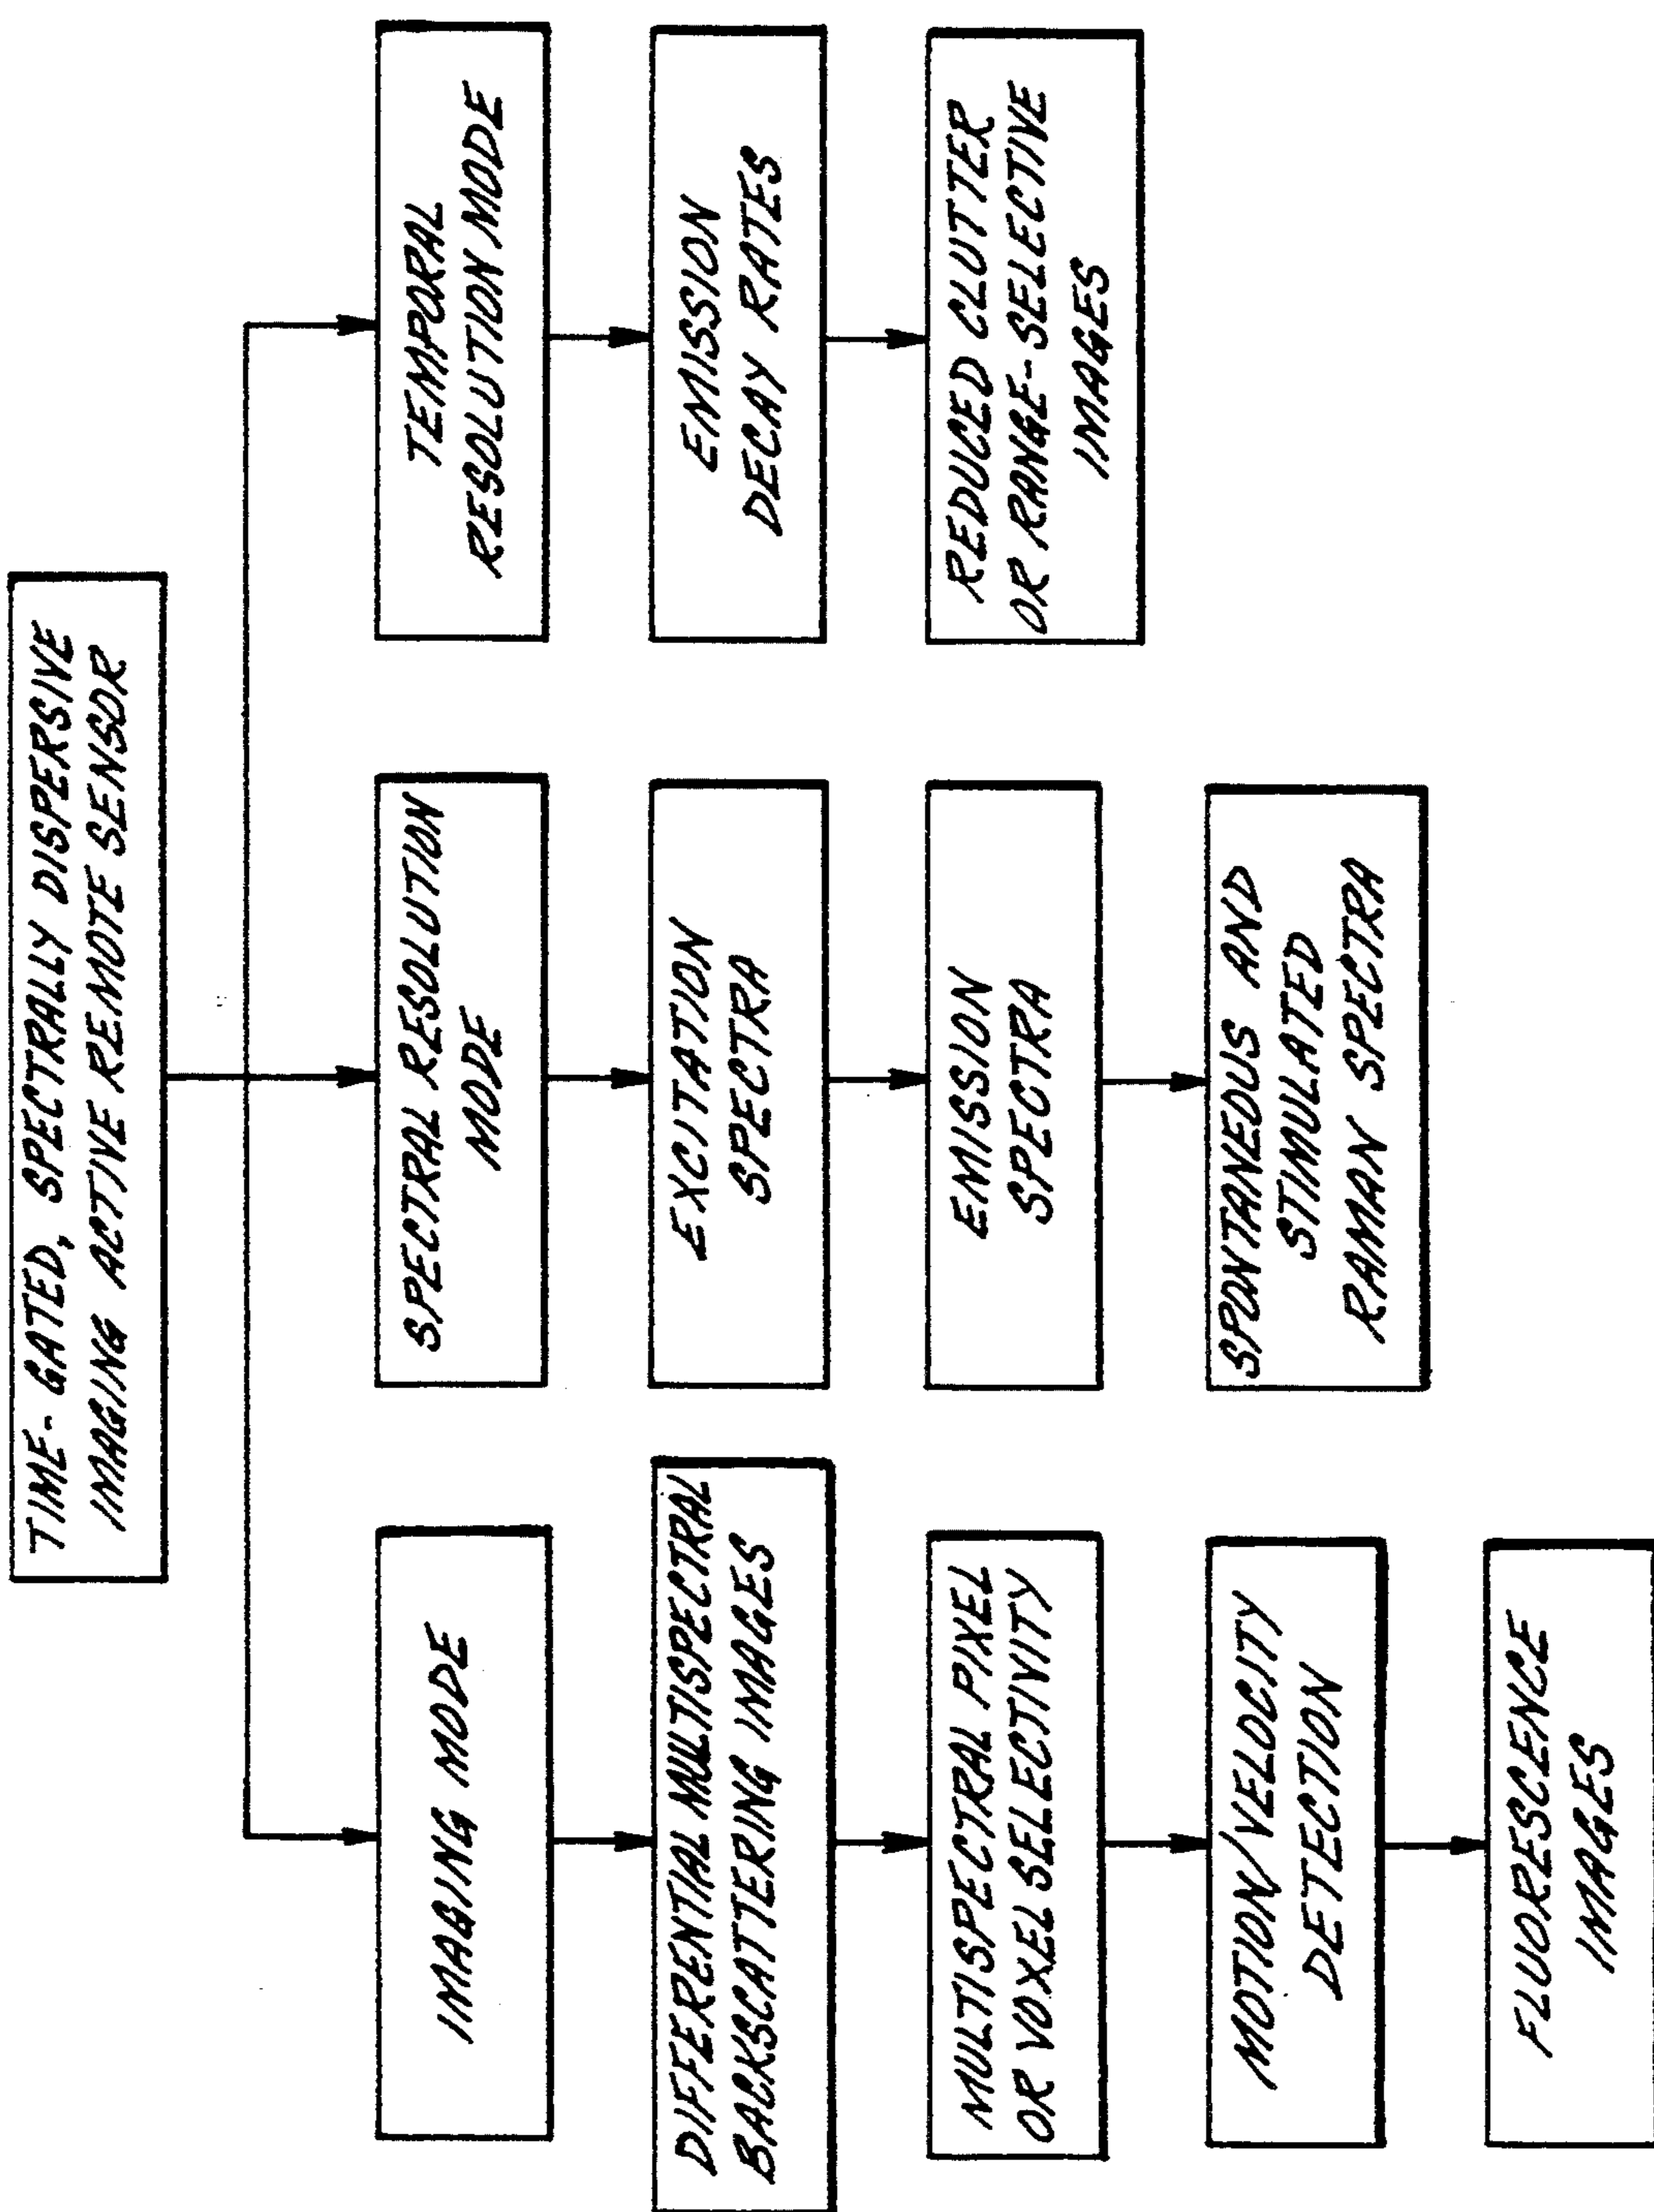 TIME-GATED, SPECTRALLY DISPERSIVE
IMAGING ACTIVE REMOTE SENSOR
IMAGING MODE
DIFFERENTIAL MULTISPECTRAL
BACKSCATTERING IMAGES
MULTISPECTRAL PIXEL
OR VOXEL SELECTIVITY
MOTION/VELOCITY
DETECTION
FLUORESCENCE
IMAGES
SPECTRAL RESOLUTION
MODE
EXCITATION
SPECTRA
EMISSION
SPECTRA
SPONTANEOUS AND
STIMULATED
RAMAN SPECTRA
TEMPORAL
RESOLUTION MODE
EMISSION
DECAY RATES
REDUCED CLUTTER
OR RANGE-SELECTIVE
IMAGES